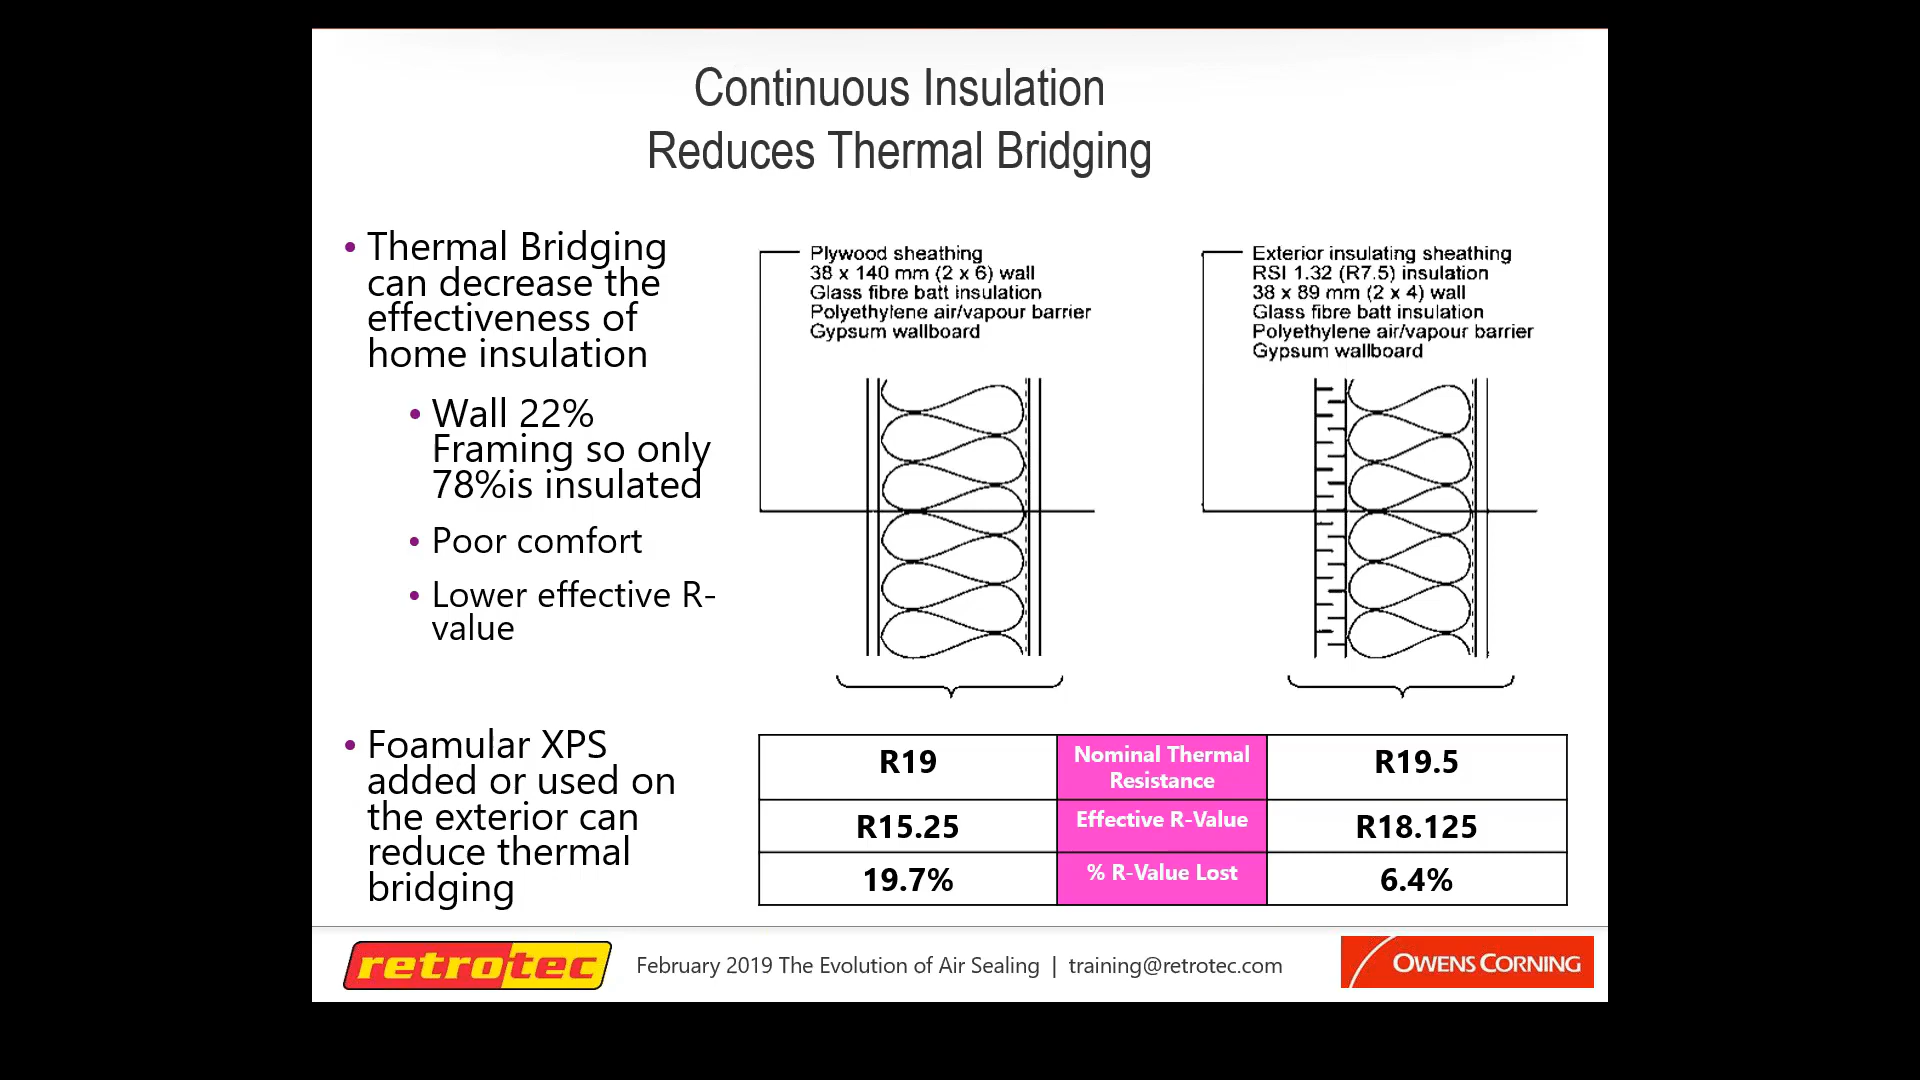 Continuous Insulation
Reduces Thermal Bridging
• Thermal Bridging
can decrease the
effectiveness of
home insulation
• Wall 22%
Framing so only
78%is insulated
• Poor comfort
• Lower effective R-
value
• Foamular XPS
added or used on
the exterior can
reduce thermal
bridging
Plywood sheathing
38 x 140 mm (2 x 6) wall
Glass fibre batt insulation
Polyethylene air/vapour barrier
Gypsum wallboard
Exterior insulating sheathing
RSI 1.32 (R7.5) insulation
38 x 89 mm (2 x 4) wall
Glass fibre batt insulation
Polyethylene air/vapour barrier
Gypsum wallboard
R19
Nominal Thermal
Resistance
R19.5
R15.25
Effective R-Value
R18.125
19.7%
% R-Value Lost
6.4%
retrotec
February 2019 The Evolution of Air Sealing | training@retrotec.com
OWENS CORNING